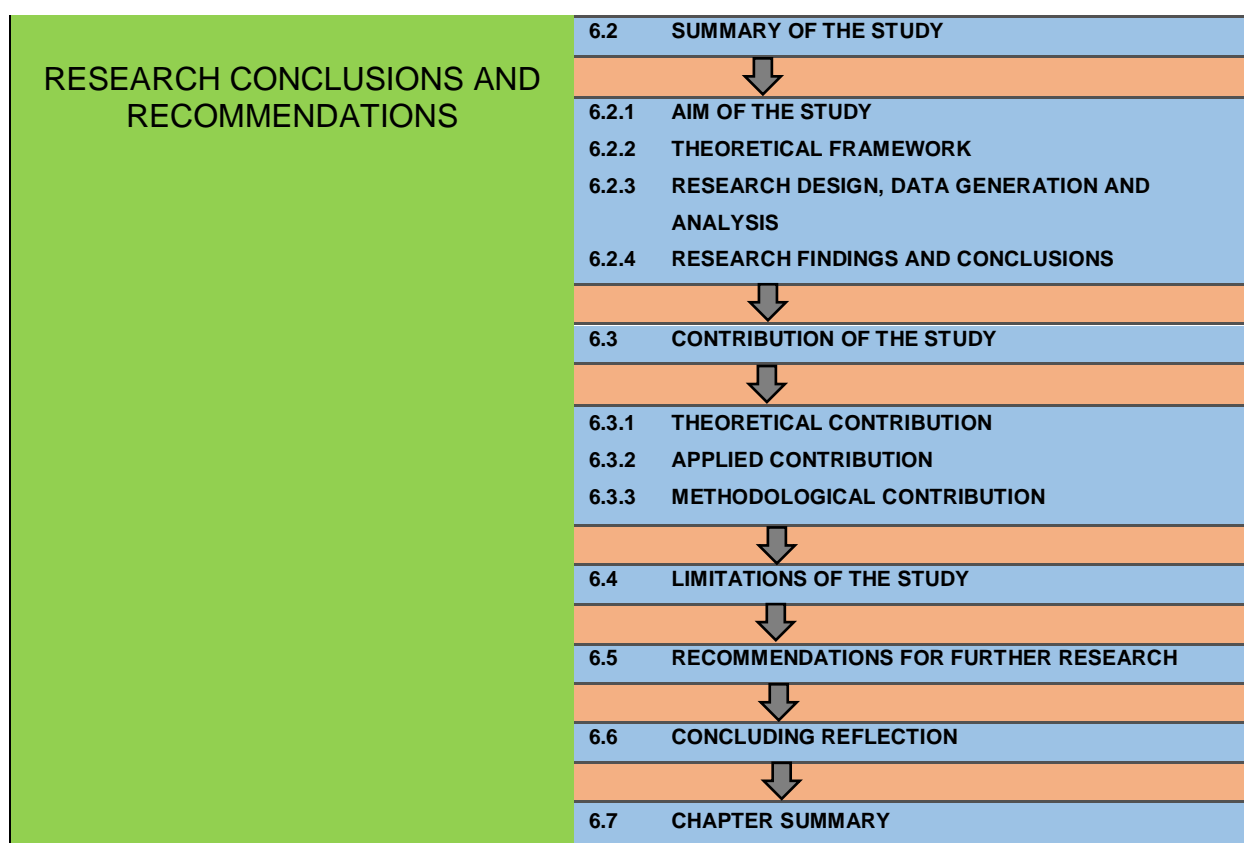 RESEARCH CONCLUSIONS AND
RECOMMENDATIONS
6.2 SUMMARY OF THE STUDY
6.2.1 AIM OF THE STUDY
6.2.2 THEORETICAL FRAMEWORK
6.2.3 RESEARCH DESIGN, DATA GENERATION AND
ANALYSIS
6.2.4 RESEARCH FINDINGS AND CONCLUSIONS
6.3 CONTRIBUTION OF THE STUDY
6.3.1 THEORETICAL CONTRIBUTION
6.3.2 APPLIED CONTRIBUTION
6.3.3 METHODOLOGICAL CONTRIBUTION
6.4 LIMITATIONS OF THE STUDY
6.5 RECOMMENDATIONS FOR FURTHER RESEARCH
6.6 CONCLUDING REFLECTION
6.7 CHAPTER SUMMARY